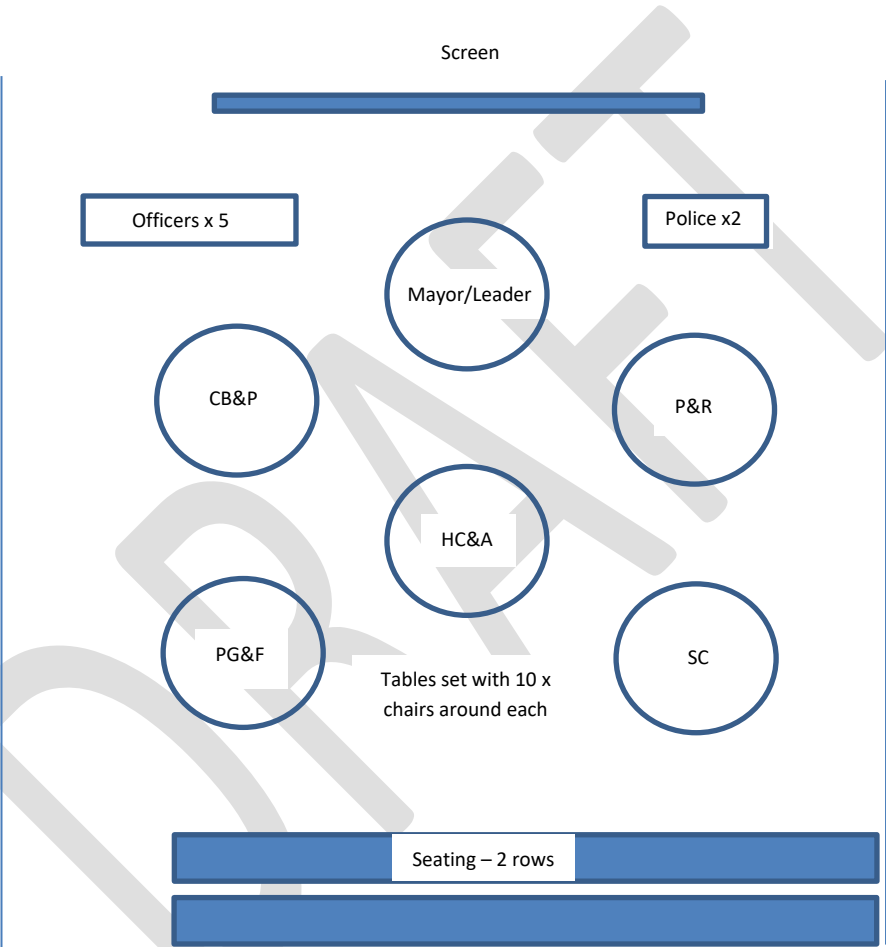 Screen
Officers x 5
Police x2
Mayor/Leader
CB&P
P&R
HC&A
PG&F
SC
Tables set with 10 x
chairs around each
Seating – 2 rows
DRAFT